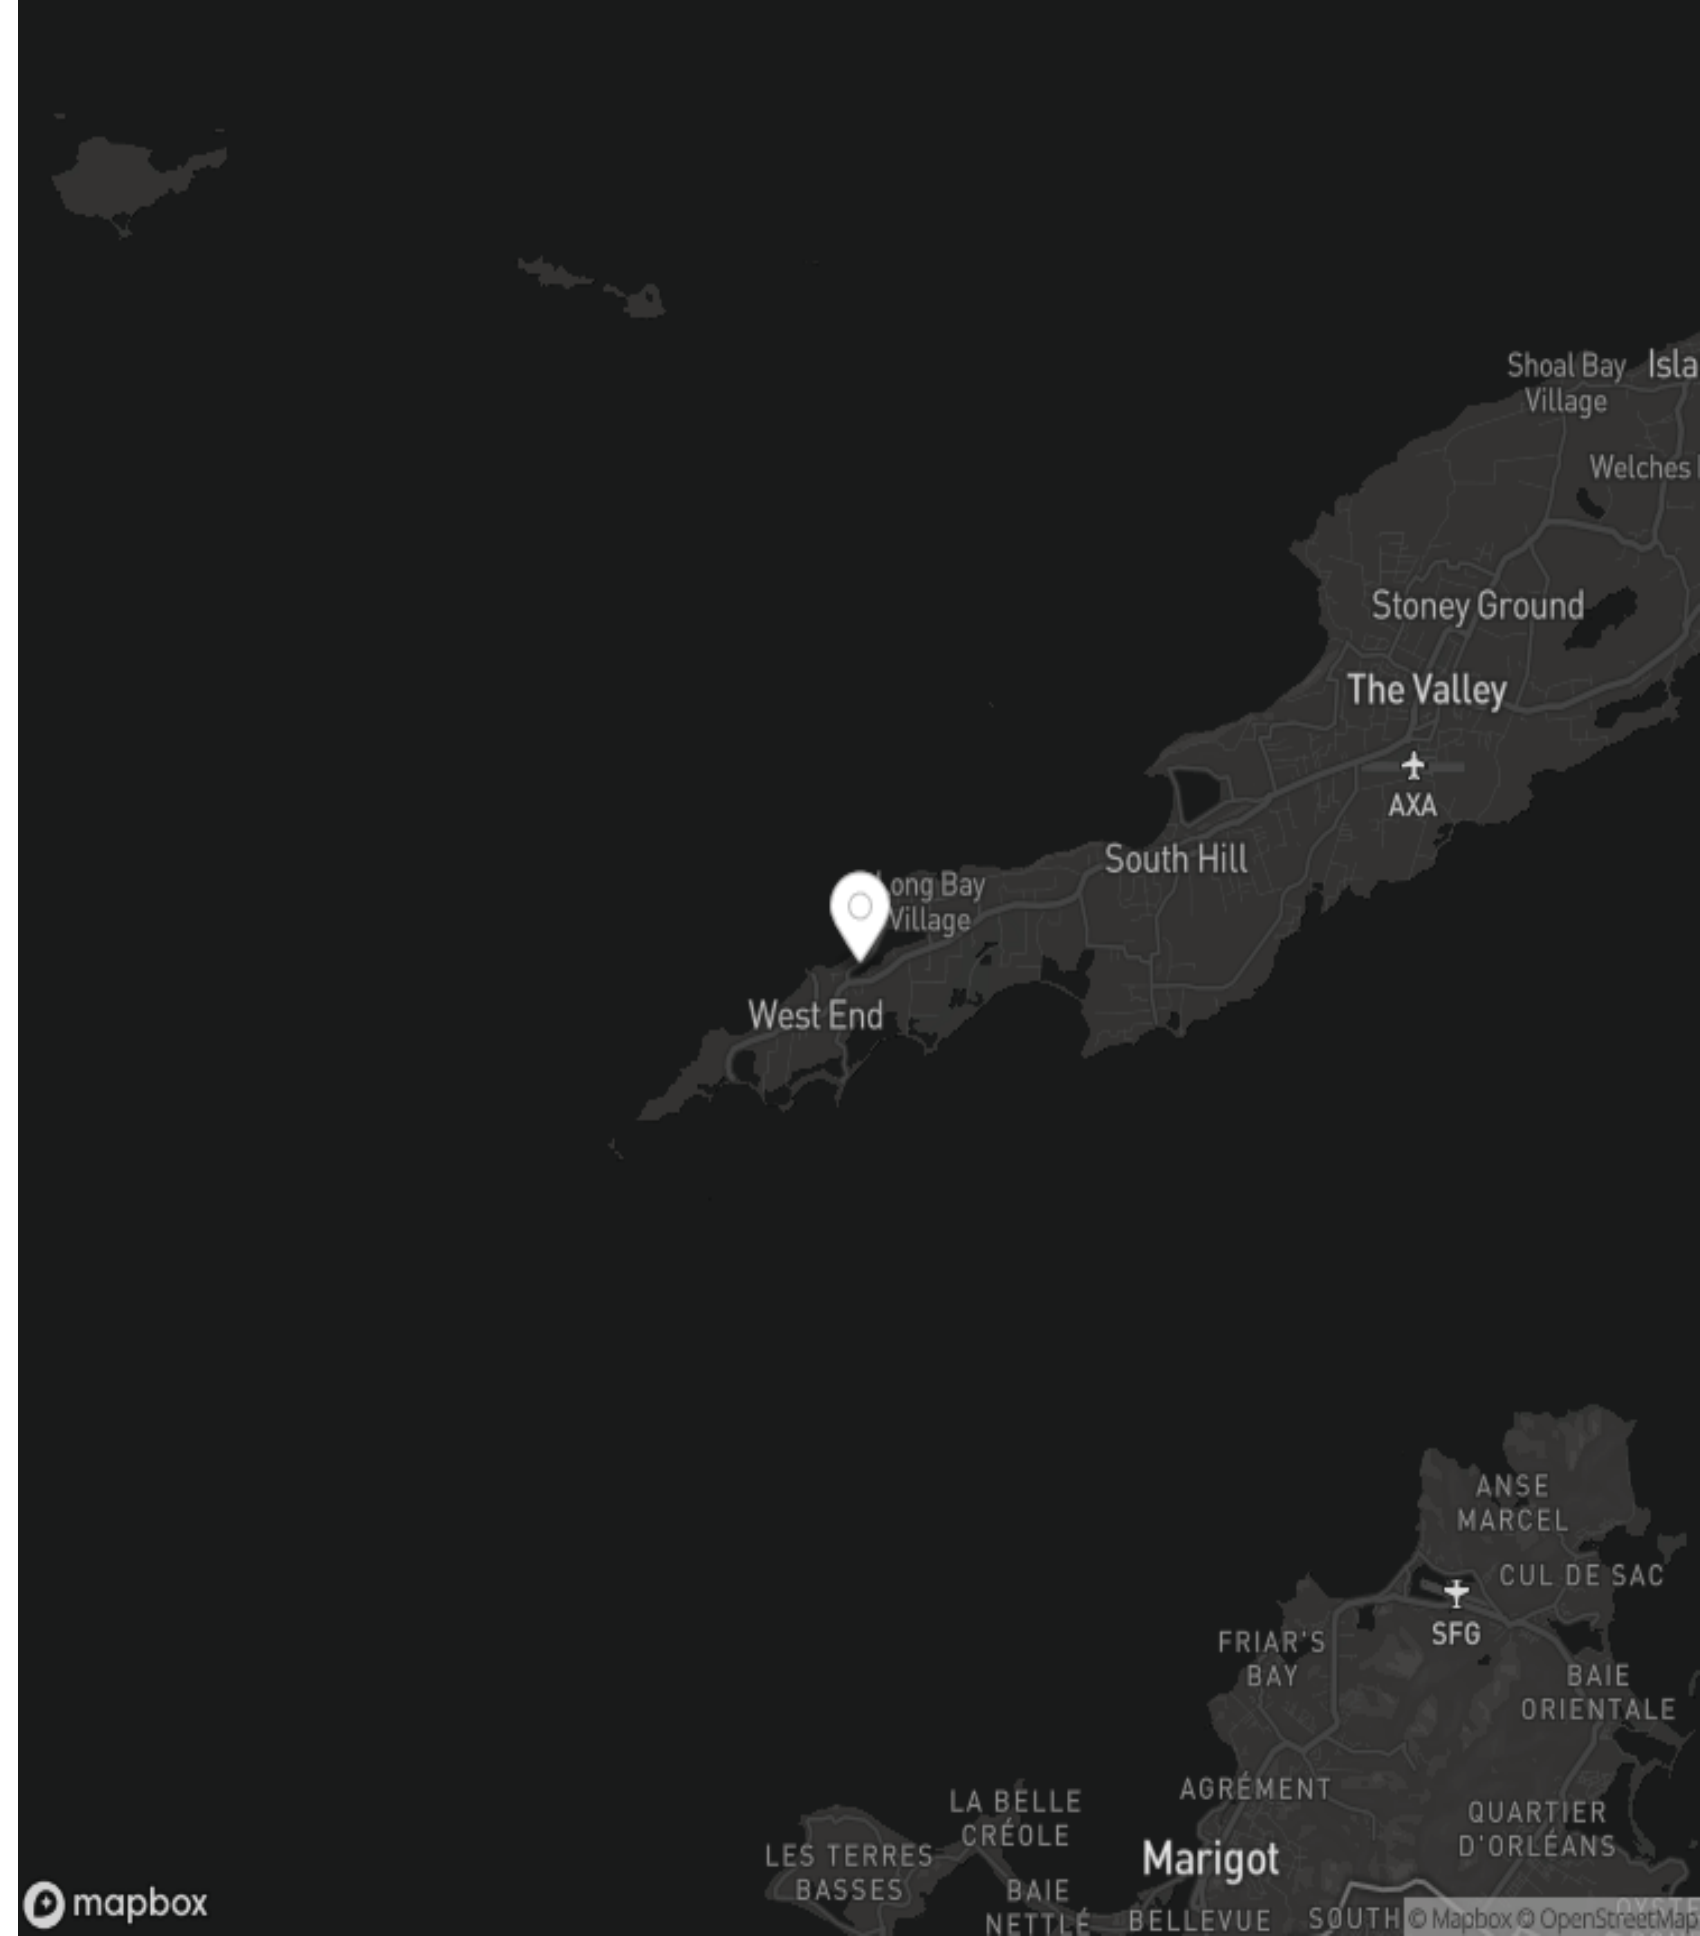 Shoal Bay
Village
Isla
Welches
Stoney Ground
The Valley
AXA
South Hill
ong Bay
Village
West End
ANSE
MARCEL
CUL DE SAC
SFG
FRIAR'S
BAY
BAIE
ORIENTALE
AGRÉMENT
LA BELLE
CRÉOLE
QUARTIER
D'ORLÉANS
Marigot
LES TERRES
BASSES
BAIE
NETTLÉ
BELLEVUE
SOUTH
mapbox
© Mapbox © OpenStreetMap